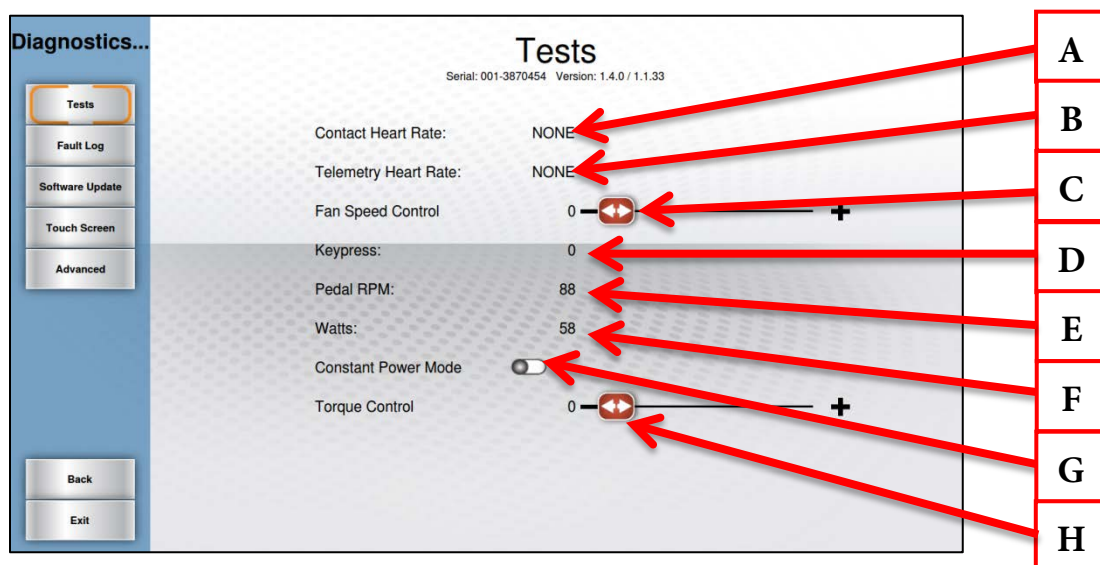 Diagnostics...
Tests
Fault Log
Software Update
Touch Screen
Advanced
Back
Exit
Tests
Serial: 001-3870454 Version: 1.4.0 / 1.1.33
Contact Heart Rate: NONE
Telemetry Heart Rate: NONE
Fan Speed Control 0
Keypress: 0
Pedal RPM: 88
Watts: 58
Constant Power Mode
Torque Control 0
A
B
C
D
E
F
G
H